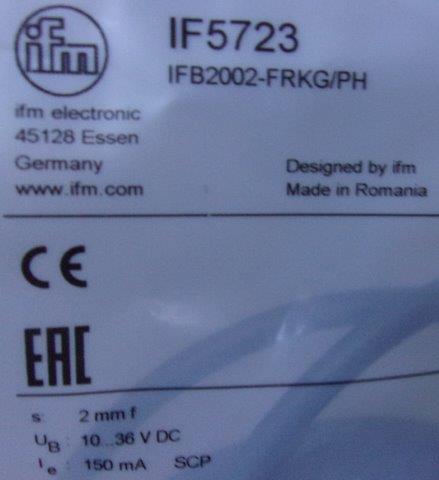 ifm
IF5723
IFB2002-FRKG/PH
ifm electronic
45128 Essen
Germany
www.ifm.com
Designed by ifm
Made in Romania
CE
EAC
s: 2 mm f
UB : 10...36 V DC
Ie : 150 mA SCP